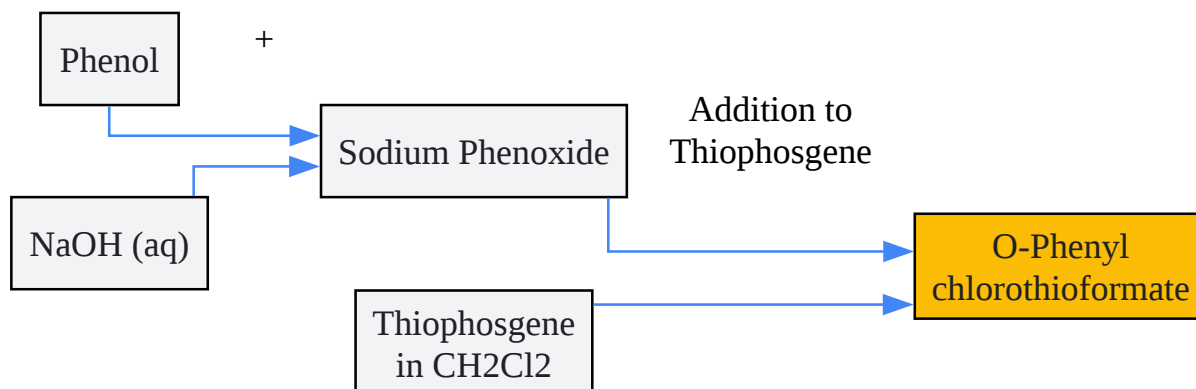 Phenol
+
NaOH (aq)
Sodium Phenoxide
Addition to
Thiophosgene
Thiophosgene
in CH2Cl2
O-Phenyl
chlorothioformate